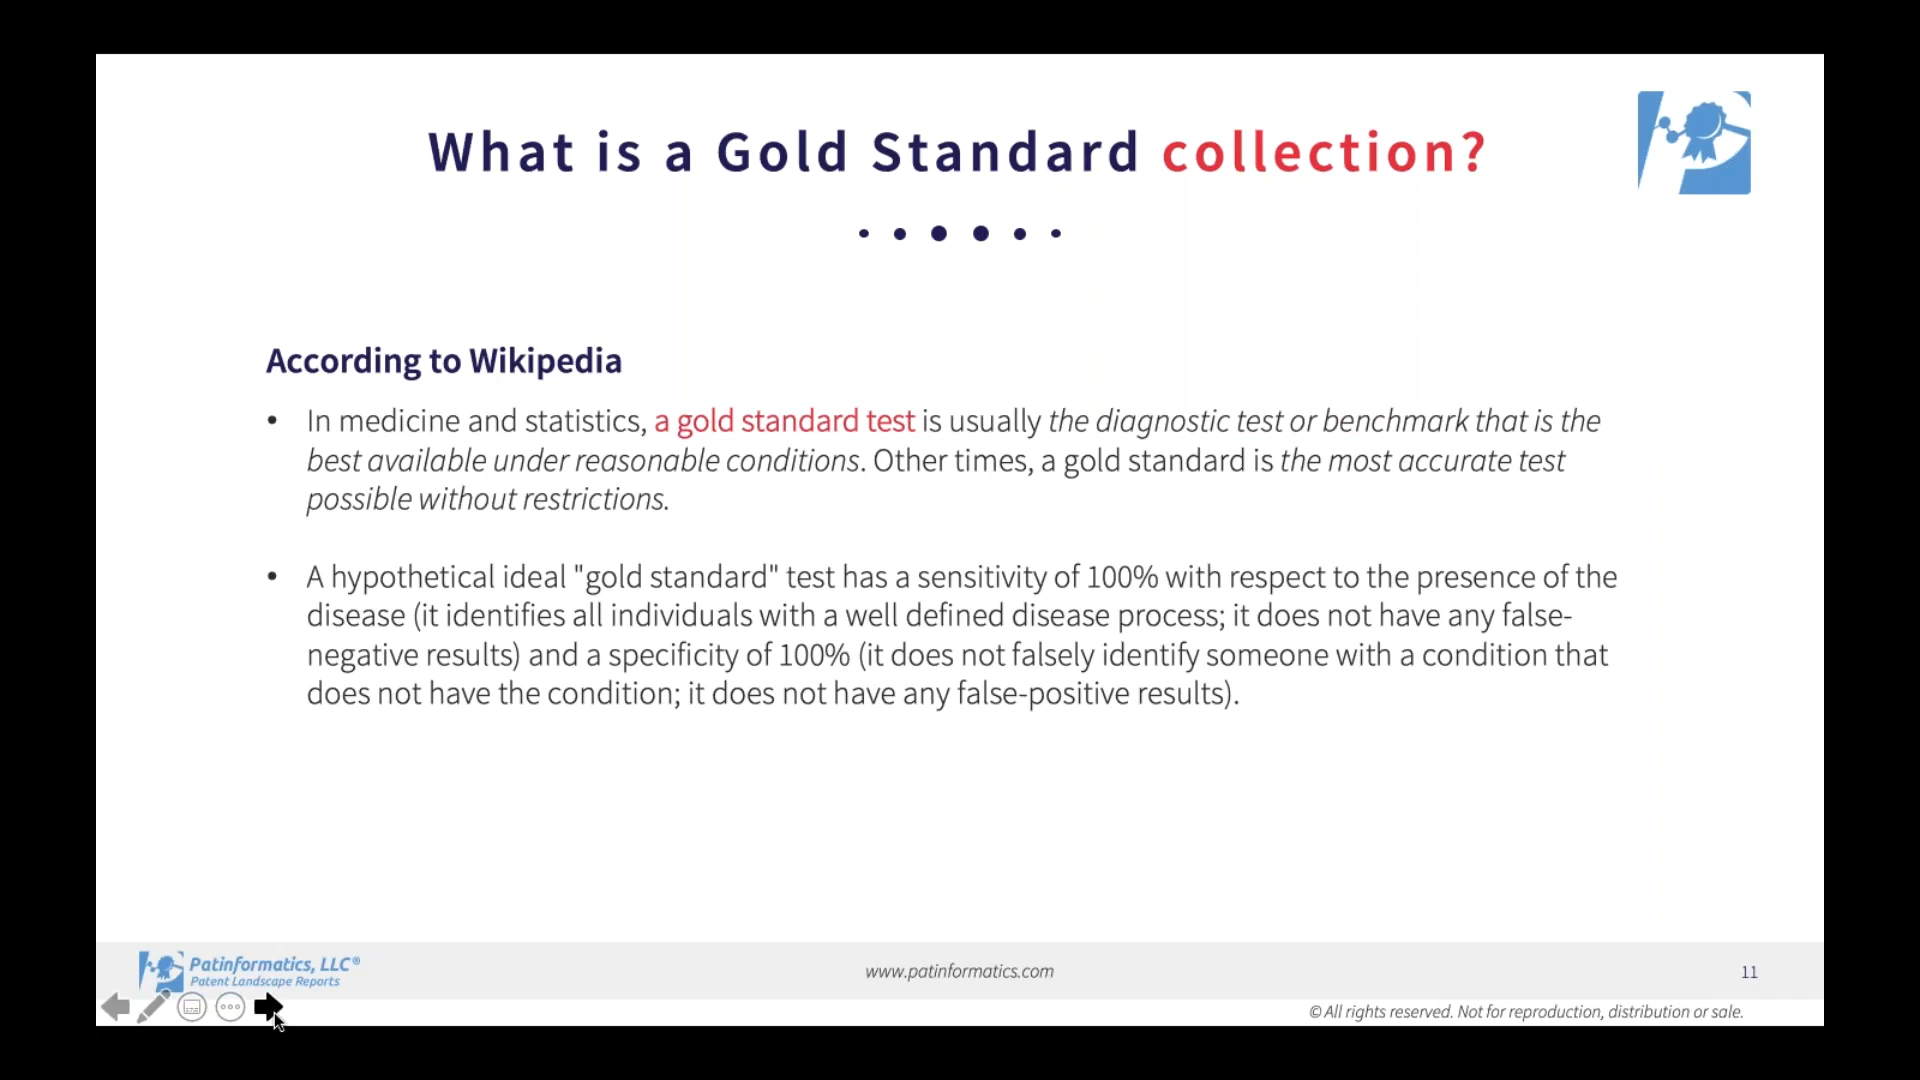 What is a Gold Standard collection?
According to Wikipedia
• In medicine and statistics, a gold standard test is usually the diagnostic test or benchmark that is the
best available under reasonable conditions. Other times, a gold standard is the most accurate test
possible without restrictions.
• A hypothetical ideal "gold standard" test has a sensitivity of 100% with respect to the presence of the
disease (it identifies all individuals with a well defined disease process; it does not have any false-
negative results) and a specificity of 100% (it does not falsely identify someone with a condition that
does not have the condition; it does not have any false-positive results).
Patinformatics, LLC®
Patent Landscape Reports
www.patinformatics.com
11
© All rights reserved. Not for reproduction, distribution or sale.